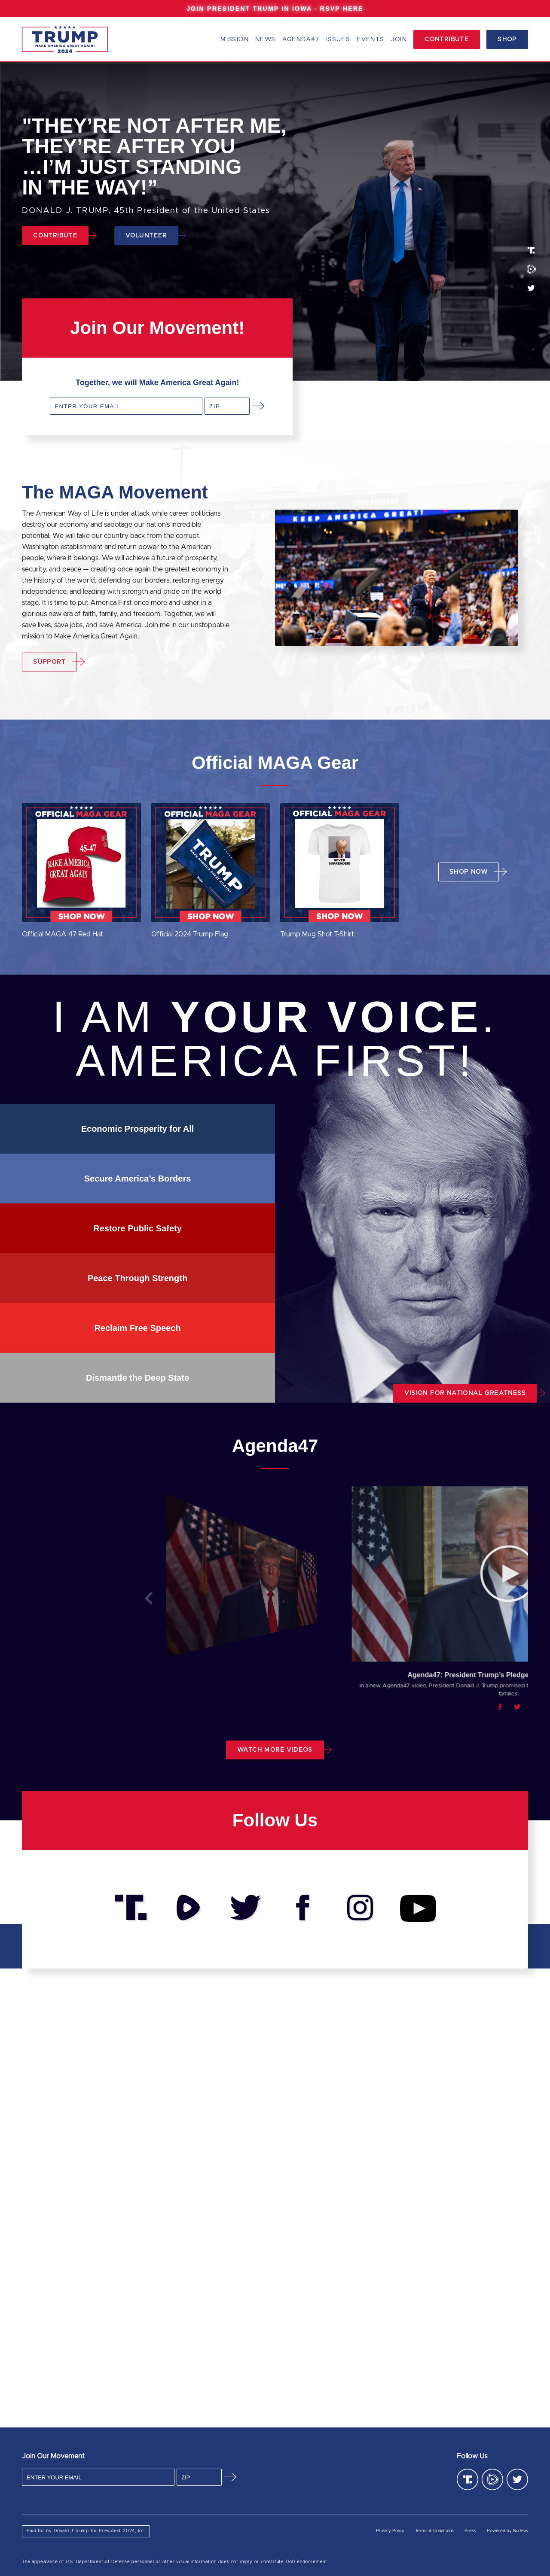 JOIN PRESIDENT TRUMP IN IOWA - RSVP HERE
TRUMP
MAKE AMERICA GREAT AGAIN!
2024
MISSION NEWS AGENDA47 ISSUES EVENTS JOIN CONTRIBUTE SHOP
"THEY’RE NOT AFTER ME,
THEY’RE AFTER YOU
…I’M JUST STANDING
IN THE WAY!”
DONALD J. TRUMP, 45th President of the United States
CONTRIBUTE VOLUNTEER
Join Our Movement!
Together, we will Make America Great Again!
ENTER YOUR EMAIL ZIP
The MAGA Movement
The American Way of Life is under attack while career politicians
destroy our economy and sabotage our nation's incredible
potential. We will take our country back from the corrupt
Washington establishment and return power to the American
people, where it belongs. We will achieve a future of prosperity,
security, and peace — creating once again the greatest economy in
the history of the world, defending our borders, restoring energy
independence, and leading with strength and pride on the world
stage. It is time to put America First once more and usher in a
glorious new era of faith, family, and freedom. Together, we will
save lives, save jobs, and save America. Join me in our unstoppable
mission to Make America Great Again.
KEEP AMERICA GREAT!
SUPPORT
TRUMP
Official MAGA Gear
OFFICIAL MAGA GEAR
45-47
MAKE AMERICA
GREAT AGAIN
SHOP NOW
Official MAGA 47 Red Hat
OFFICIAL MAGA GEAR
TRUMP
SHOP NOW
Official 2024 Trump Flag
OFFICIAL MAGA GEAR
NEVER
SURRENDER!
SHOP NOW
Trump Mug Shot T-Shirt
SHOP NOW
I AM YOUR VOICE.
AMERICA FIRST!
Economic Prosperity for All
Secure America’s Borders
Restore Public Safety
Peace Through Strength
Reclaim Free Speech
Dismantle the Deep State
VISION FOR NATIONAL GREATNESS
Agenda47
Agenda47: President Trump’s Pledge
In a new Agenda47 video, President Donald J. Trump promised
families.
WATCH MORE VIDEOS
Follow Us
Join Our Movement
ENTER YOUR EMAIL ZIP
Follow Us
Paid for by Donald J Trump for President 2024, Inc.
Privacy Policy Terms & Conditions Press Powered by Nucleus
The appearance of U.S. Department of Defense personnel or other visual information does not imply or constitute DoD endorsement.